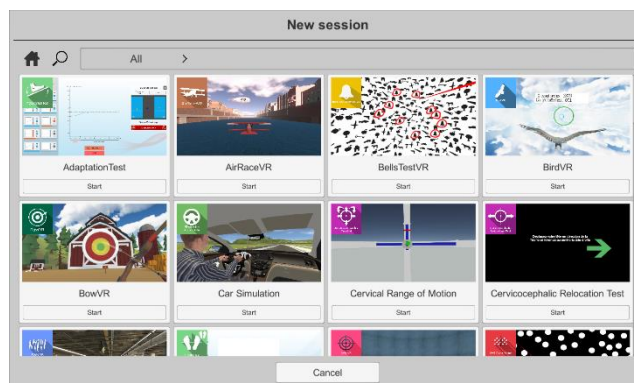 New session
All >
AdaptationTest
AirRaceVR
BellsTestVR
BirdVR
Start
Start
Start
Start
BowVR
Car Simulation
Cervical Range of Motion
Cervicocephalic Relocation Test
Start
Start
Start
Start
Cancel